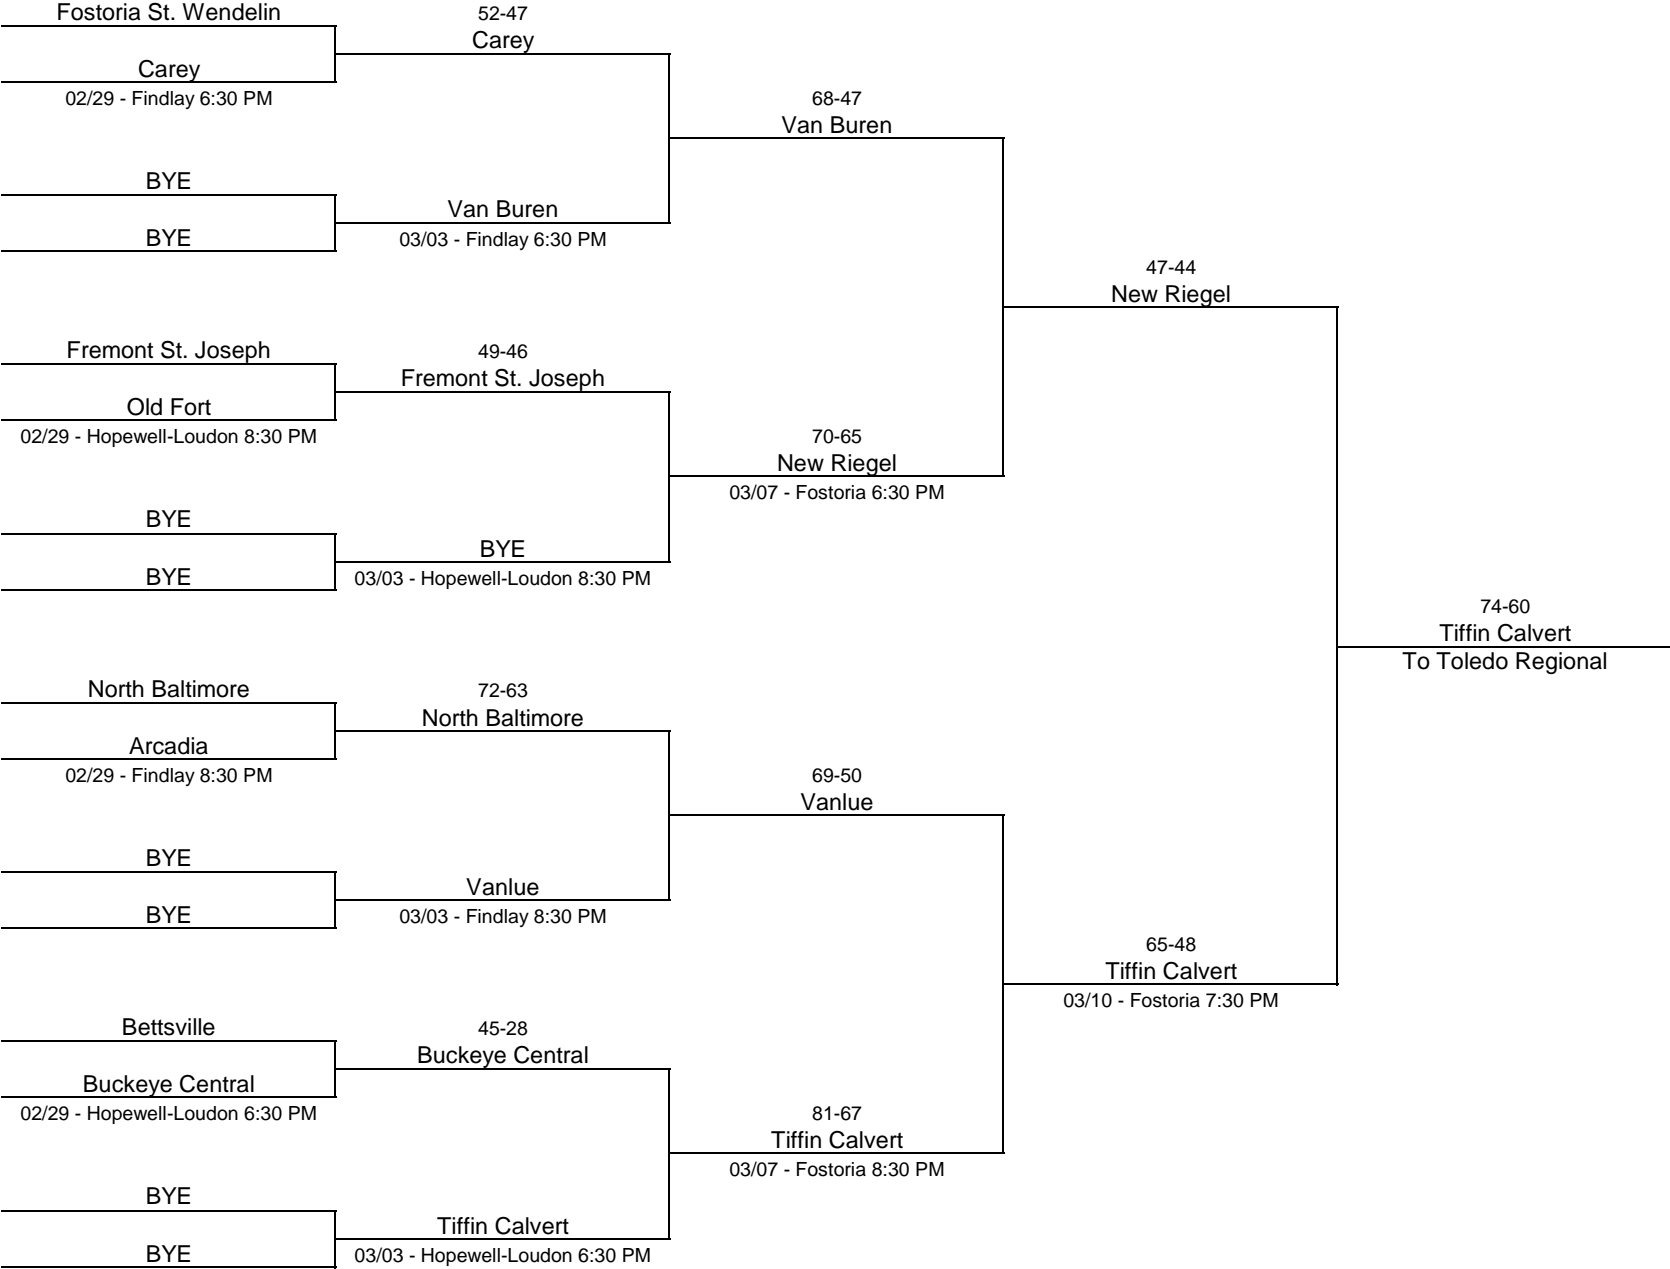 Fostoria St. Wendelin
Carey
02/29 - Findlay 6:30 PM
BYE
BYE
Fremont St. Joseph
Old Fort
02/29 - Hopewell-Loudon 8:30 PM
BYE
BYE
North Baltimore
Arcadia
02/29 - Findlay 8:30 PM
BYE
BYE
Bettsville
Buckeye Central
02/29 - Hopewell-Loudon 6:30 PM
BYE
BYE
52-47
Carey
Van Buren
03/03 - Findlay 6:30 PM
49-46
Fremont St. Joseph
BYE
03/03 - Hopewell-Loudon 8:30 PM
72-63
North Baltimore
Vanlue
03/03 - Findlay 8:30 PM
45-28
Buckeye Central
Tiffin Calvert
03/03 - Hopewell-Loudon 6:30 PM
68-47
Van Buren
70-65
New Riegel
03/07 - Fostoria 6:30 PM
69-50
Vanlue
81-67
Tiffin Calvert
03/07 - Fostoria 8:30 PM
47-44
New Riegel
65-48
Tiffin Calvert
03/10 - Fostoria 7:30 PM
74-60
Tiffin Calvert
To Toledo Regional